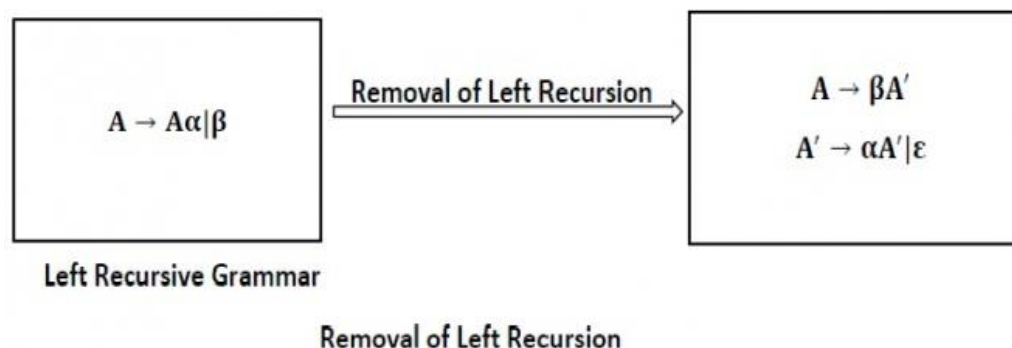 A → Aα|β
Removal of Left Recursion
A → βA′
A′ → αA′|ε
Left Recursive Grammar
Removal of Left Recursion